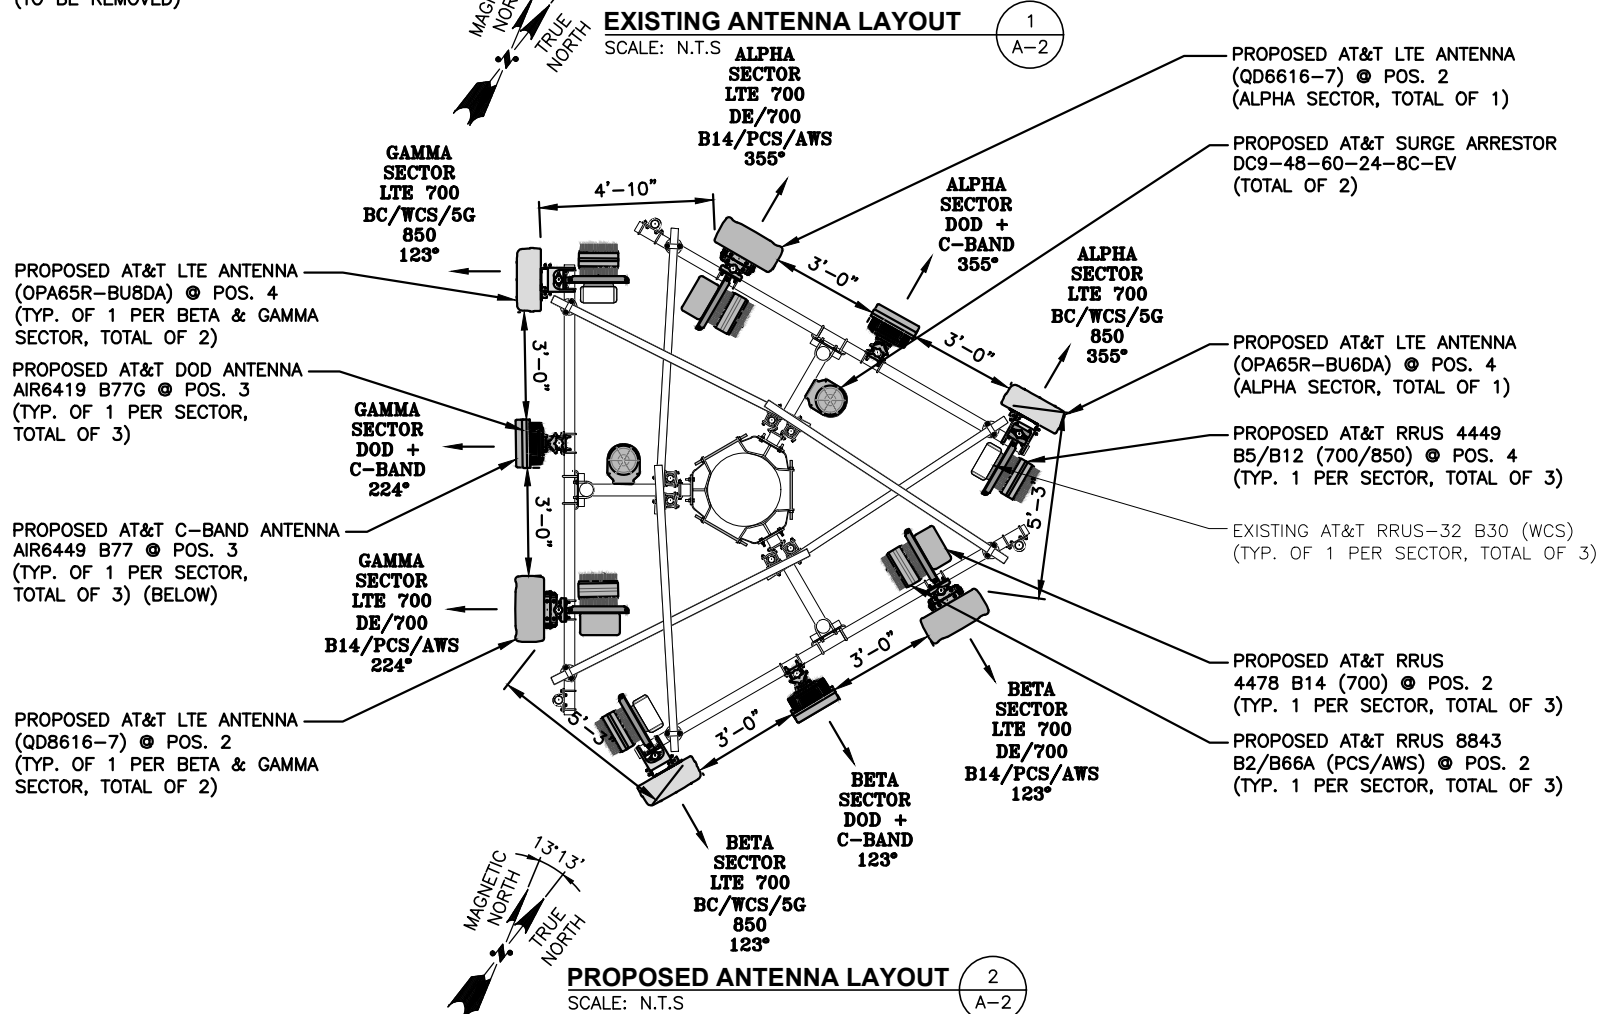 (TO BE REMOVED)
TRUE
NORTH
EXISTING ANTENNA LAYOUT
SCALE: N.T.S
1
A-2
ALPHA
SECTOR
LTE 700
DE/700
B14/PCS/AWS
355°
GAMMA
SECTOR
LTE 700
BC/WCS/5G
850
123°
4'-10"
ALPHA
SECTOR
DOD +
C-BAND
355°
ALPHA
SECTOR
LTE 700
BC/WCS/5G
850
355°
3'-0"
3'-0"
PROPOSED AT&T LTE ANTENNA
(QD6616-7) @ POS. 2
(ALPHA SECTOR, TOTAL OF 1)
PROPOSED AT&T SURGE ARRESTOR
DC9-48-60-24-8C-EV
(TOTAL OF 2)
PROPOSED AT&T LTE ANTENNA
(OPA65R-BU6DA) @ POS. 4
(ALPHA SECTOR, TOTAL OF 1)
PROPOSED AT&T RRUS 4449
B5/B12 (700/850) @ POS. 4
(TYP. 1 PER SECTOR, TOTAL OF 3)
EXISTING AT&T RRUS-32 B30 (WCS)
(TYP. OF 1 PER SECTOR, TOTAL OF 3)
PROPOSED AT&T RRUS
4478 B14 (700) @ POS. 2
(TYP. 1 PER SECTOR, TOTAL OF 3)
PROPOSED AT&T RRUS 8843
B2/B66A (PCS/AWS) @ POS. 2
(TYP. 1 PER SECTOR, TOTAL OF 3)
PROPOSED AT&T LTE ANTENNA
(OPA65R-BU8DA) @ POS. 4
(TYP. OF 1 PER BETA & GAMMA
SECTOR, TOTAL OF 2)
PROPOSED AT&T DOD ANTENNA
AIR6419 B77G @ POS. 3
(TYP. OF 1 PER SECTOR,
TOTAL OF 3)
PROPOSED AT&T C-BAND ANTENNA
AIR6449 B77 @ POS. 3
(TYP. OF 1 PER SECTOR,
TOTAL OF 3) (BELOW)
PROPOSED AT&T LTE ANTENNA
(QD8616-7) @ POS. 2
(TYP. OF 1 PER BETA & GAMMA
SECTOR, TOTAL OF 2)
3'-0"
GAMMA
SECTOR
DOD +
C-BAND
224°
3'-0"
GAMMA
SECTOR
LTE 700
DE/700
B14/PCS/AWS
224°
5'-3"
5'-3"
3'-0"
3'-0"
BETA
SECTOR
LTE 700
DE/700
B14/PCS/AWS
123°
BETA
SECTOR
DOD +
C-BAND
123°
BETA
SECTOR
LTE 700
BC/WCS/5G
850
123°
13°13'
MAGNETIC
NORTH
TRUE
NORTH
PROPOSED ANTENNA LAYOUT
SCALE: N.T.S
2
A-2